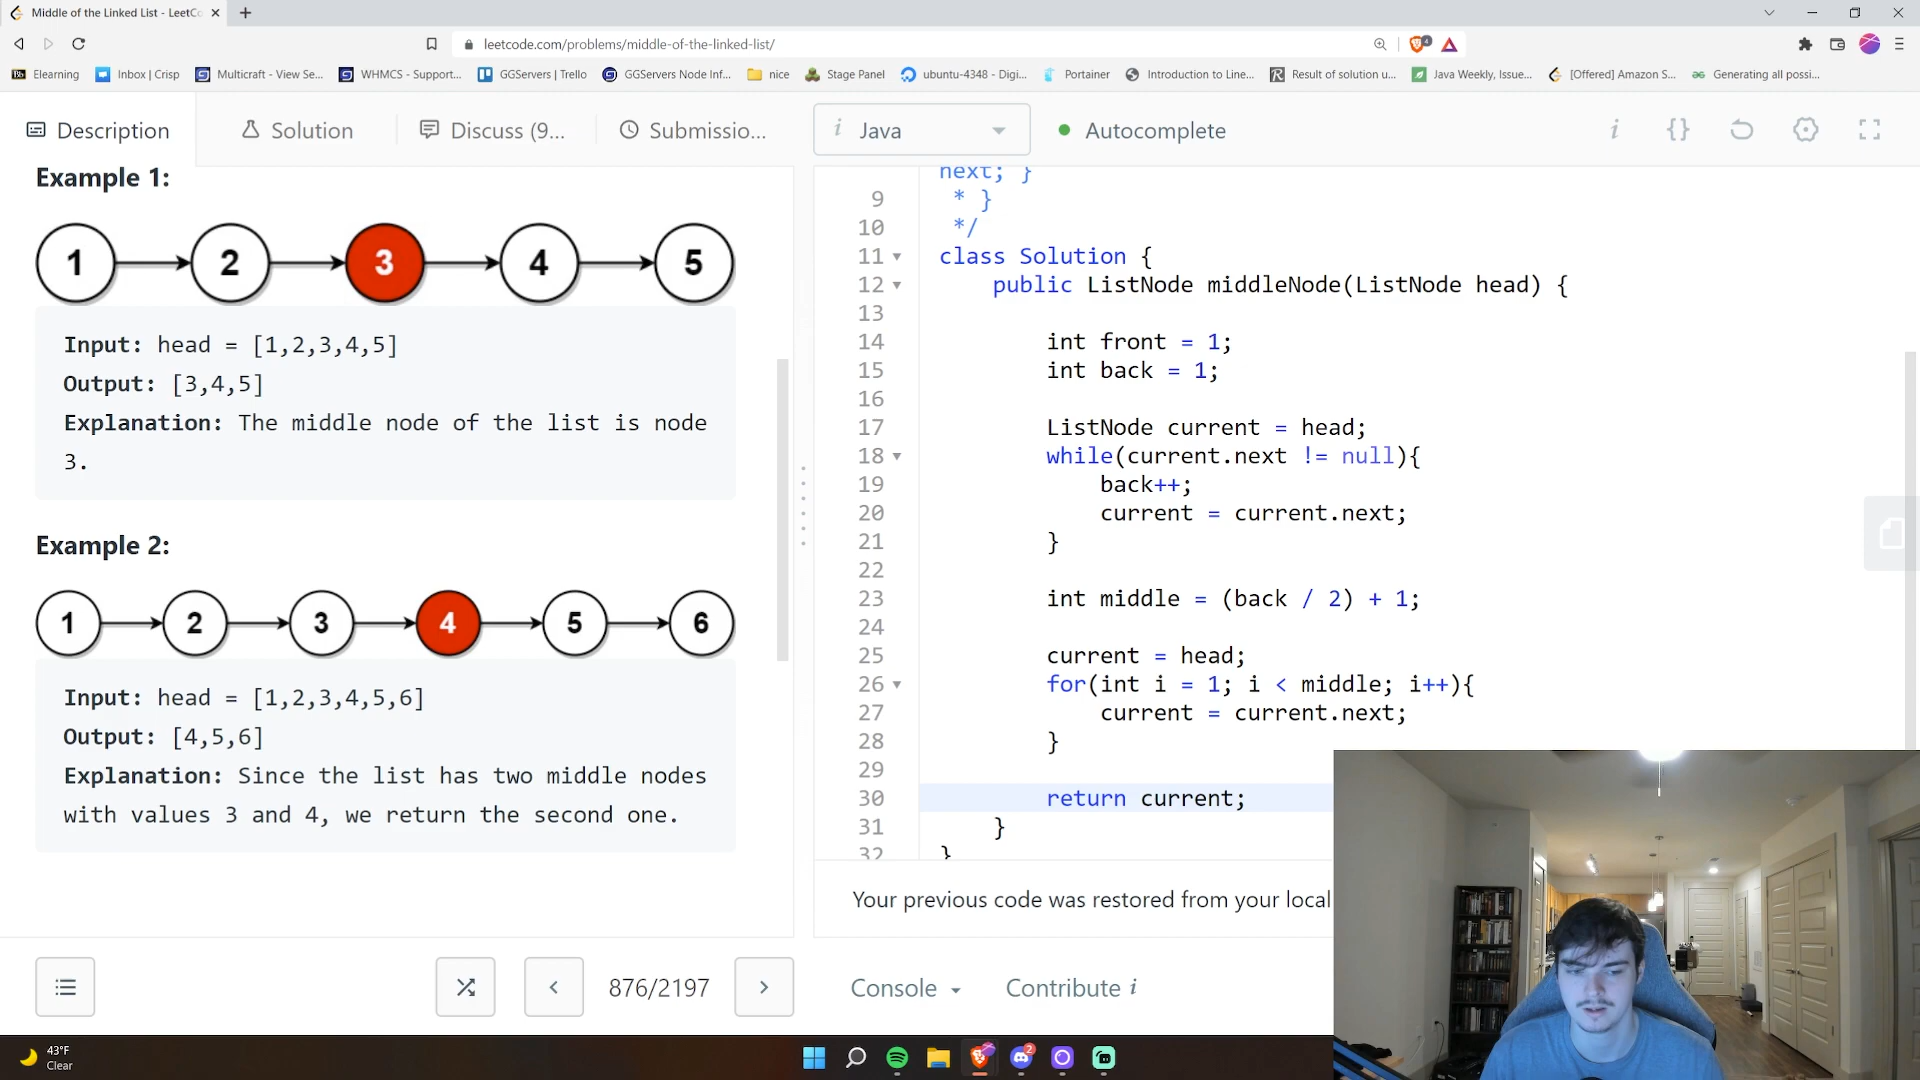 Middle of the Linked List - LeetCo
leetcode.com/problems/middle-of-the-linked-list/
4
Elearning
Inbox | Crisp
Multicraft - View Se...
WHMCS - Support...
GGServers | Trello
GGServers Node Inf...
nice
Stage Panel
ubuntu-4348 - Digi...
Portainer
Introduction to Line...
Result of solution u...
Java Weekly, Issue...
[Offered] Amazon S...
Generating all possi...
Description
Solution
Discuss (9...
Submissio...
i Java
Autocomplete
i {}
Example 1:
1 2 3 4 5
Input: head = [1,2,3,4,5]
Output: [3,4,5]
Explanation: The middle node of the list is node
3.
Example 2:
1 2 3 4 5 6
Input: head = [1,2,3,4,5,6]
Output: [4,5,6]
Explanation: Since the list has two middle nodes
with values 3 and 4, we return the second one.
876/2197
next; }
9 * }
10 */
11 class Solution {
12 public ListNode middleNode(ListNode head) {
13
14 int front = 1;
15 int back = 1;
16
17 ListNode current = head;
18 while(current.next != null){
19 back++;
20 current = current.next;
21 }
22
23 int middle = (back / 2) + 1;
24
25 current = head;
26 for(int i = 1; i < middle; i++){
27 current = current.next;
28 }
29
30 return current;
31 }
32 }
Your previous code was restored from your local
Console
Contribute i
43°F
Clear
2